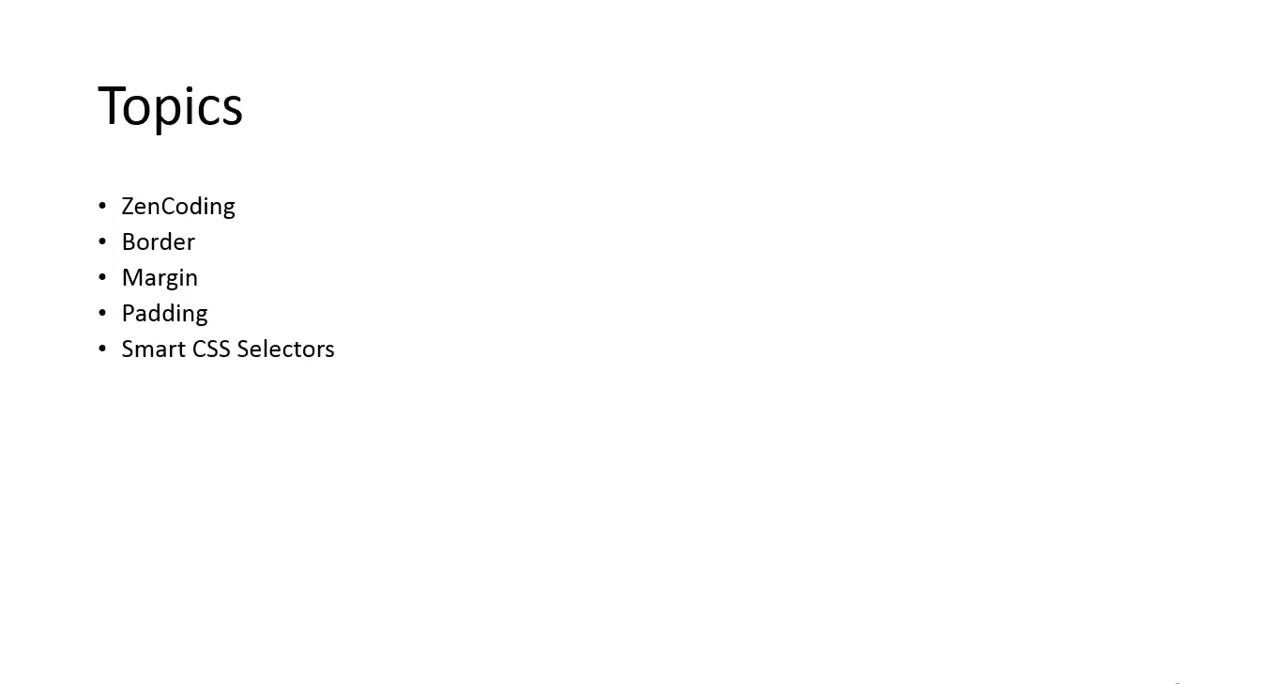 Topics
• ZenCoding
• Border
• Margin
• Padding
• Smart CSS Selectors